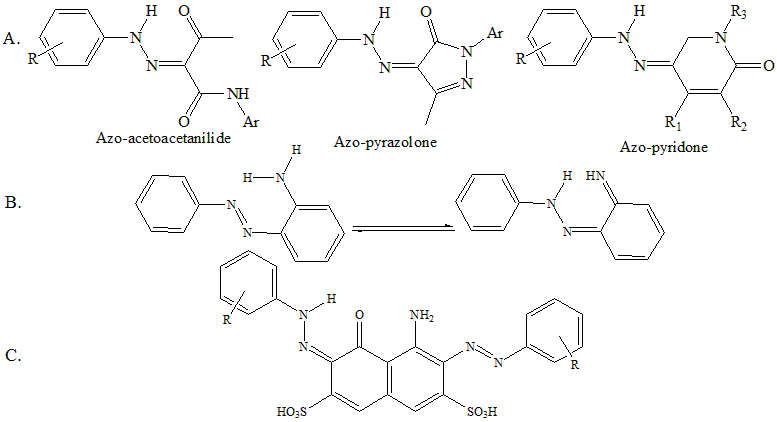 A.
R
H
N
N
O
O
NH
Ar
Azo-acetoacetanilide
R
H
N
N
O
N
Ar
N
Azo-pyrazolone
R
H
N
N
R3
N
O
R1
R2
Azo-pyridone
B.
N
N
H
H
N
H
N
N
HN
C.
R
H
N
N
O
NH2
N
N
R
HO3S
SO3H